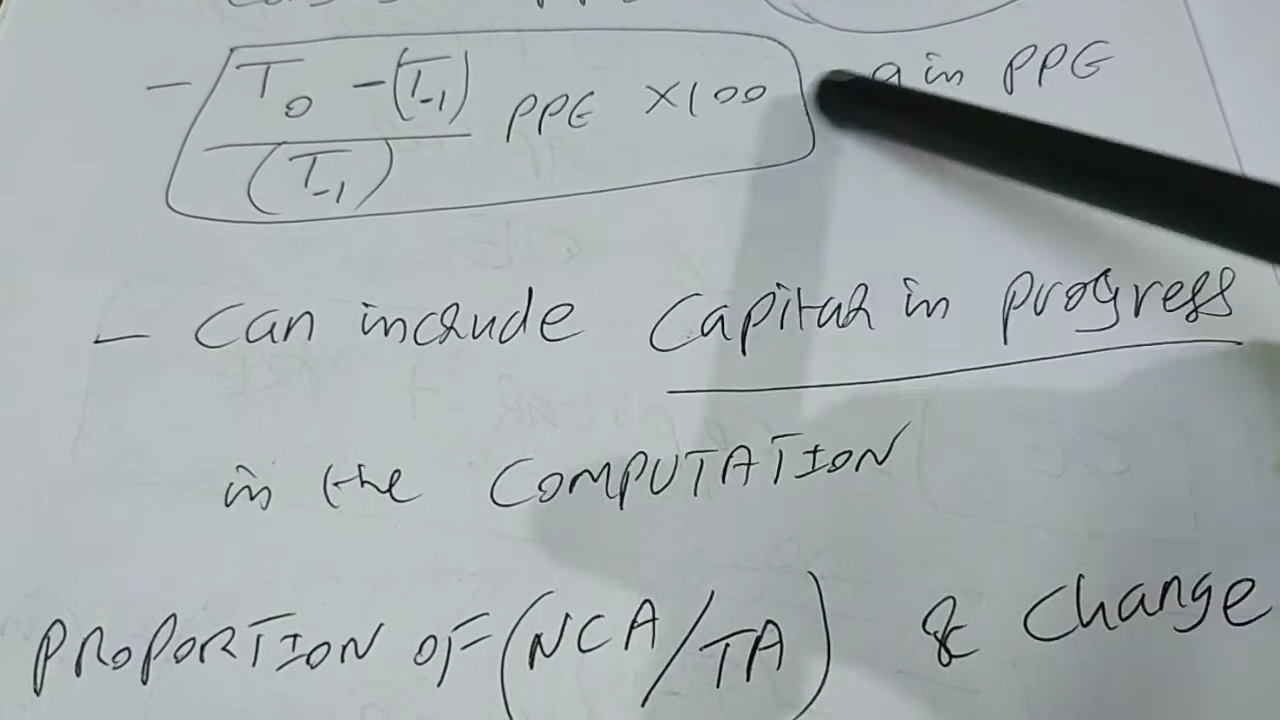 - T0 - (T-1) PPE ×100 g in PPE
(T-1)
- Can include Capital in progress
in the COMPUTATION
PROPORTION OF (NCA/TA) & Change